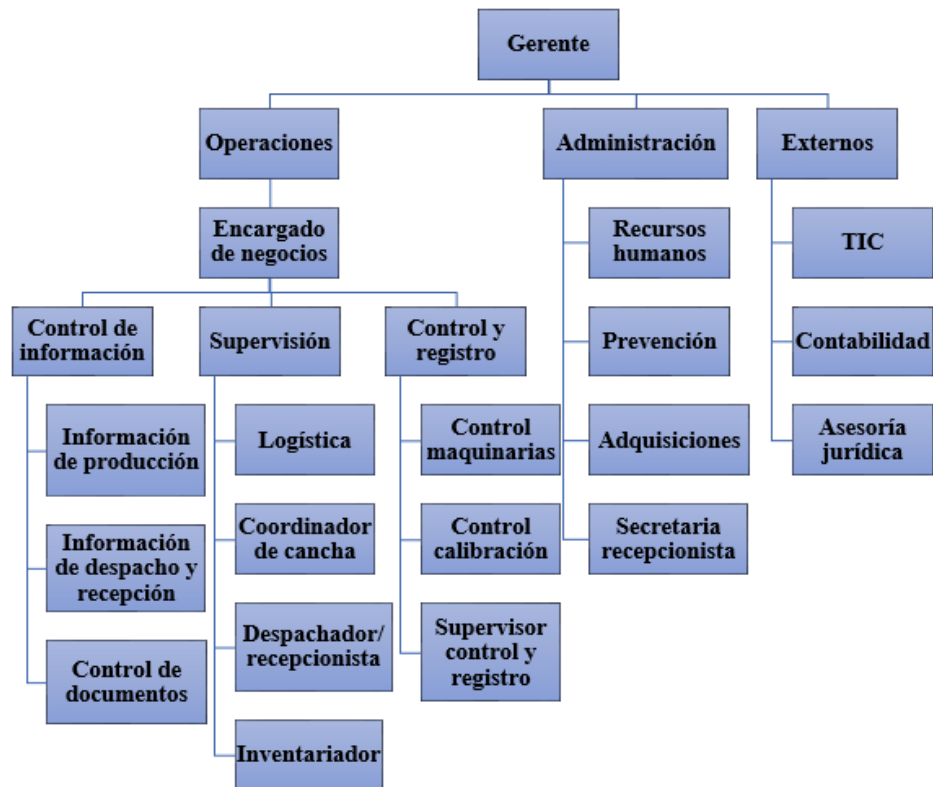 Gerente
Operaciones
Administración
Externos
Encargado
de negocios
Recursos
humanos
TIC
Control de
información
Supervisión
Control y
registro
Prevención
Contabilidad
Información
de producción
Logística
Control
maquinarias
Adquisiciones
Asesoría
jurídica
Información
de despacho y
recepción
Coordinador
de cancha
Control
calibración
Secretaria
recepcionista
Control de
documentos
Despachador/
recepcionista
Supervisor
control y
registro
Inventariador